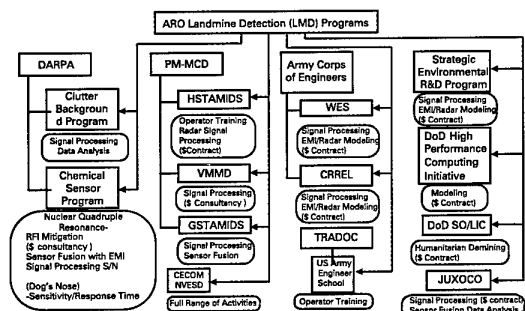 ARO Landmine Detection (LMD) Programs
DARPA
Clutter
Backgroun
d Program
Signal Processing
Data Analysis
Chemical
Sensor
Program
Nuclear Quadruple
Resonance-
RFI Mitigation
($ consultancy )
Sensor Fusion with EMI
Signal Processing S/N
(Dog's Nose)
-Sensitivity/Response Time
PM-MCD
HSTAMIDS
Operator Training
Radar Signal
Processing
($Contract)
VMMD
Signal Processing
($ Consultancy )
GSTAMIDS
Signal Processing
Sensor Fusion
CECOM
NVESD
Full Range of Activities
Army Corps
of Engineers
WES
Signal Processing
EMI/Radar Modeling
($ Contract)
CRREL
Signal Processing
EMI/Radar Modeling
($ Contract)
TRADOC
US Army
Engineer
School
Operator Training
Strategic
Environmental
R&D Program
Signal Processing
EMI/Radar Modeling
($ Contract)
DoD High
Performance
Computing
Initiative
Modeling
($ Contract)
DoD SO/LIC
Humanitarian Demining
($ Contract)
JUXOCO
Signal Processing ($ contract)
Sensor Fusion Data Analysis